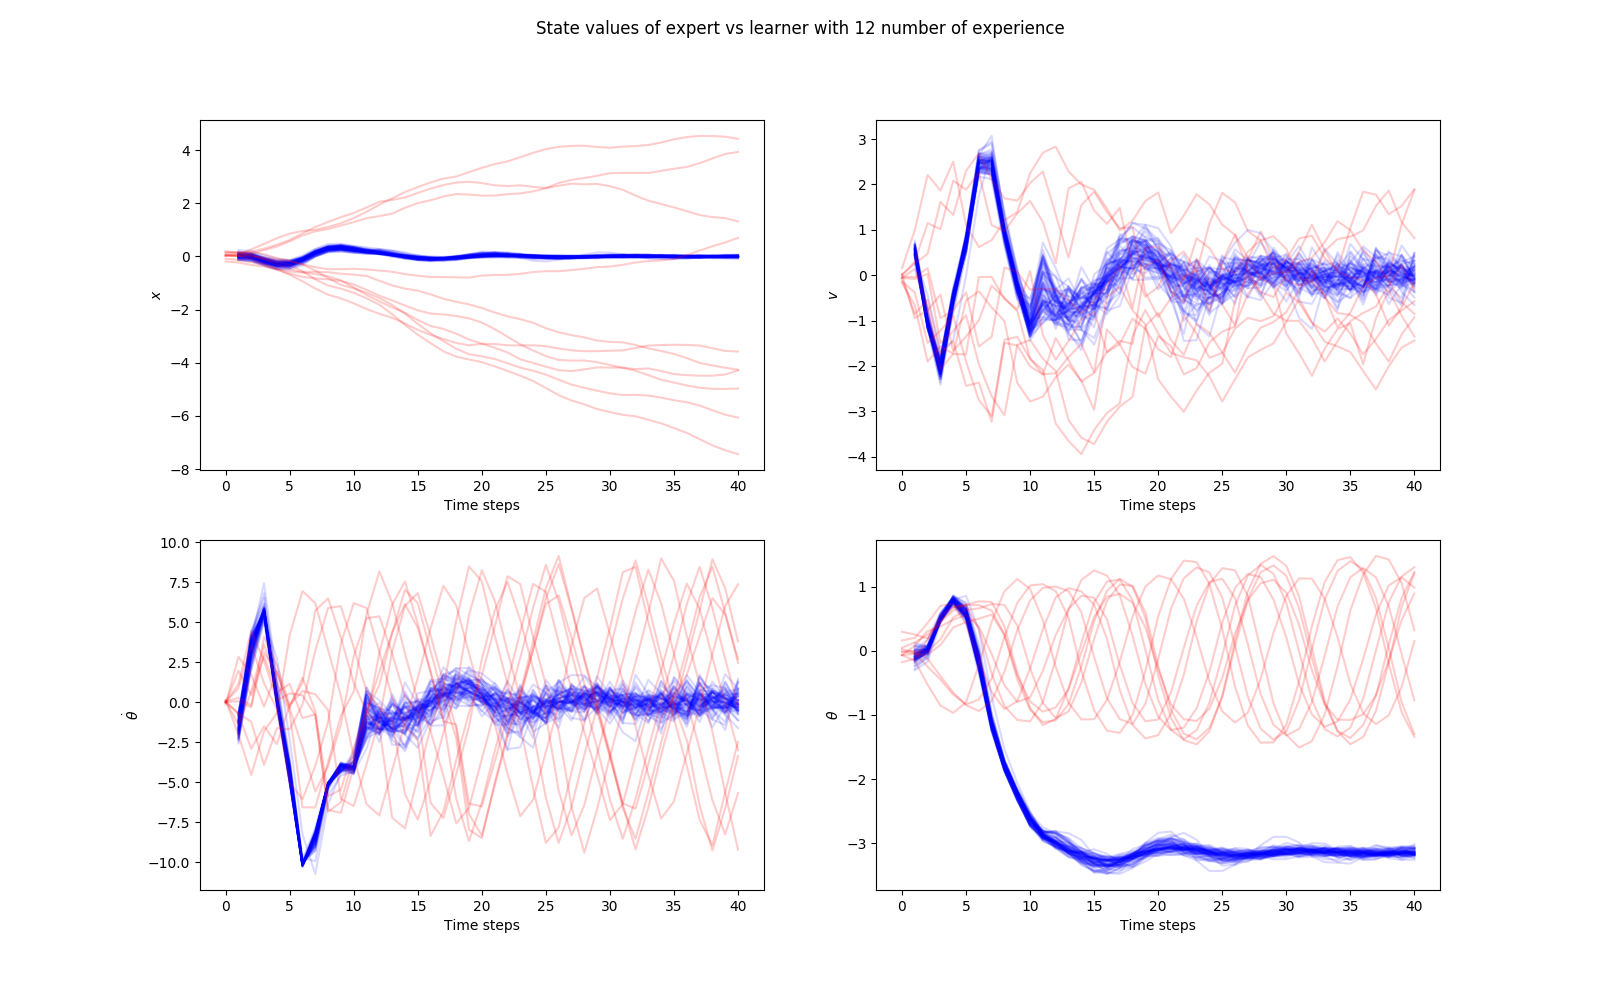 State values of expert vs learner with 12 number of experience
4
2
0
−2
−4
−6
−8
x
0 5 10 15 20 25 30 35 40
Time steps
3
2
1
0
−1
−2
−3
−4
v
0 5 10 15 20 25 30 35 40
Time steps
10.0
7.5
5.0
2.5
0.0
−2.5
−5.0
−7.5
−10.0
θ̇
0 5 10 15 20 25 30 35 40
Time steps
1
0
−1
−2
−3
θ
0 5 10 15 20 25 30 35 40
Time steps